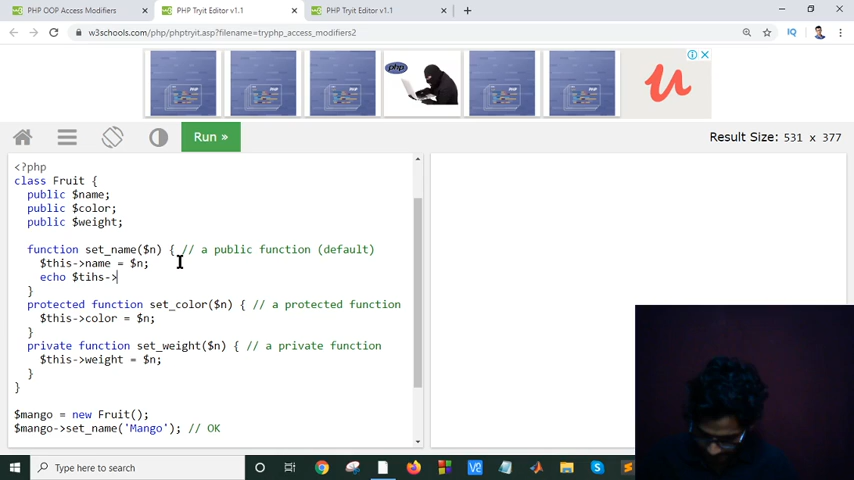 PHP OOP Access Modifiers
PHP Tryit Editor v1.1
PHP Tryit Editor v1.1
w3schools.com/php/phptryit.asp?filename=tryphp_access_modifiers2
IQ
php
u
Run »
Result Size: 531 x 377
<?php
class Fruit {
public $name;
public $color;
public $weight;
function set_name($n) { // a public function (default)
$this->name = $n;
echo $tihs->
}
protected function set_color($n) { // a protected function
$this->color = $n;
}
private function set_weight($n) { // a private function
$this->weight = $n;
}
}
$mango = new Fruit();
$mango->set_name('Mango'); // OK
Type here to search